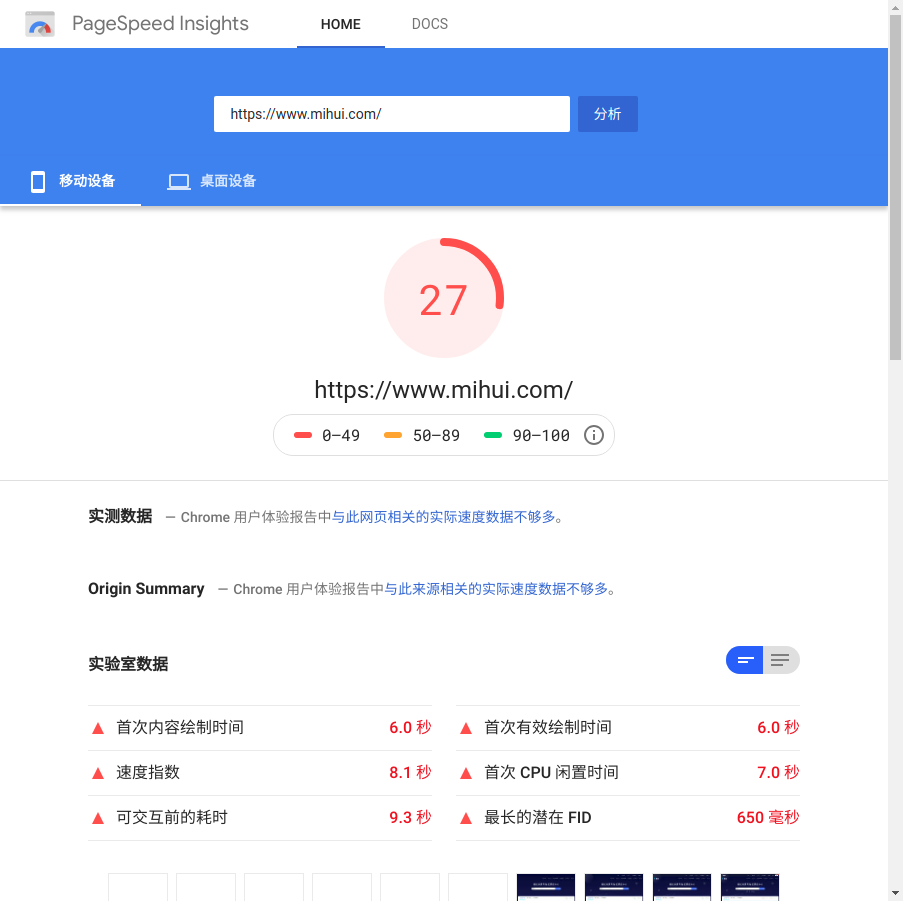 PageSpeed Insights
HOME
DOCS
https://www.mihui.com/
分析
移动设备
桌面设备
27
https://www.mihui.com/
0–49
50–89
90–100
实测数据 — Chrome 用户体验报告中与此网页相关的实际速度数据不够多。
Origin Summary — Chrome 用户体验报告中与此来源相关的实际速度数据不够多。
实验室数据
首次内容绘制时间 6.0 秒
首次有效绘制时间 6.0 秒
速度指数 8.1 秒
首次 CPU 闲置时间 7.0 秒
可交互前的耗时 9.3 秒
最长的潜在 FID 650 毫秒